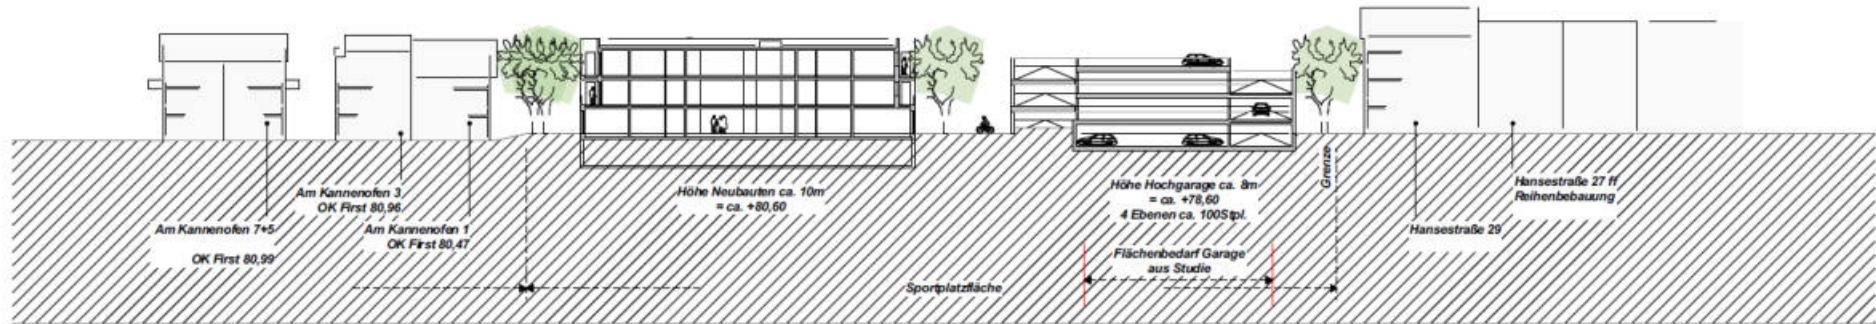 Am Kannenofen 7+5
OK First 80,99
Am Kannenofen 3
OK First 80,96
Am Kannenofen 1
OK First 80,47
Höhe Neubauten ca. 10m
= ca. +80,60
Sportplatzfläche
Höhe Hochgarage ca. 8m
= ca. +78,60
4 Ebenen ca. 100Stpl.
Flächenbedarf Garage
aus Studie
Grenze
Hansestraße 29
Hansestraße 27 ff
Reihenbebauung